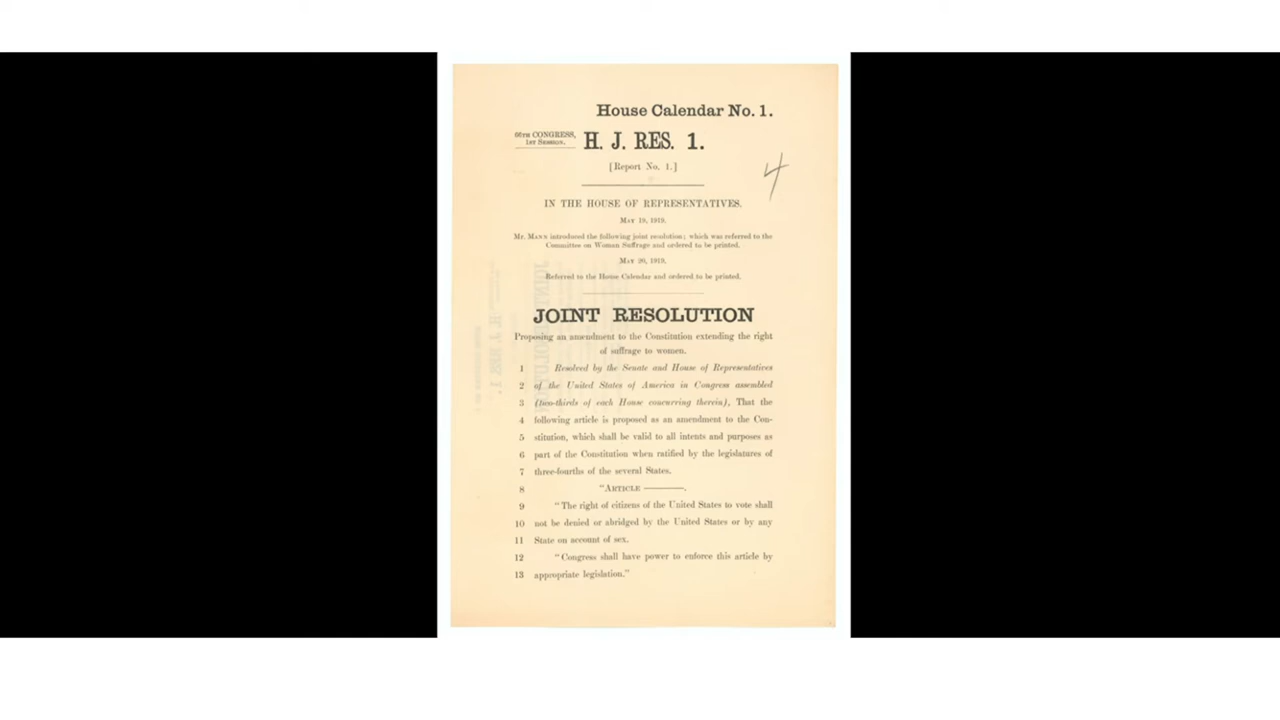 House Calendar No. 1.
66TH CONGRESS,
1ST SESSION.
H. J. RES. 1.
[Report No. 1.]
4
IN THE HOUSE OF REPRESENTATIVES.
MAY 19, 1919.
Mr. MANN introduced the following joint resolution; which was referred to the
Committee on Woman Suffrage and ordered to be printed.
MAY 20, 1919.
Referred to the House Calendar and ordered to be printed.
JOINT RESOLUTION
Proposing an amendment to the Constitution extending the right
of suffrage to women.
1 Resolved by the Senate and House of Representatives
2 of the United States of America in Congress assembled
3 (two-thirds of each House concurring therein), That the
4 following article is proposed as an amendment to the Con-
5 stitution, which shall be valid to all intents and purposes as
6 part of the Constitution when ratified by the legislatures of
7 three-fourths of the several States.
8 "ARTICLE ———.
9 "The right of citizens of the United States to vote shall
10 not be denied or abridged by the United States or by any
11 State on account of sex.
12 "Congress shall have power to enforce this article by
13 appropriate legislation."